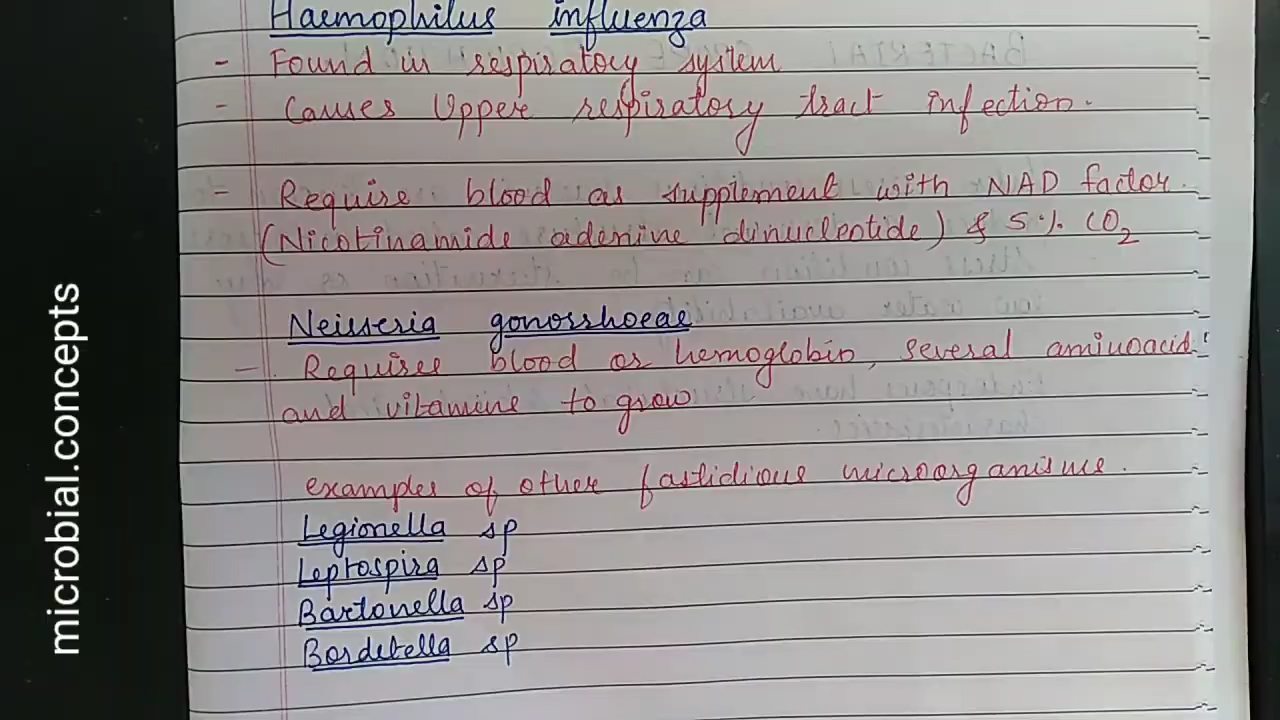 Haemophilus influenza
- Found in respiratory system
- Causes Upper respiratory tract infection.
- Require blood as supplement with NAD factor.
(Nicotinamide adenine dinucleotide) & 5% CO2
Neisseria gonorrhoeae
- Requires blood or hemoglobin, several aminoacids
and vitamins to grow
examples of other fastidious microorganisms.
Legionella sp
Leptospira sp
Bartonella sp
Bordetella sp
microbial.concepts